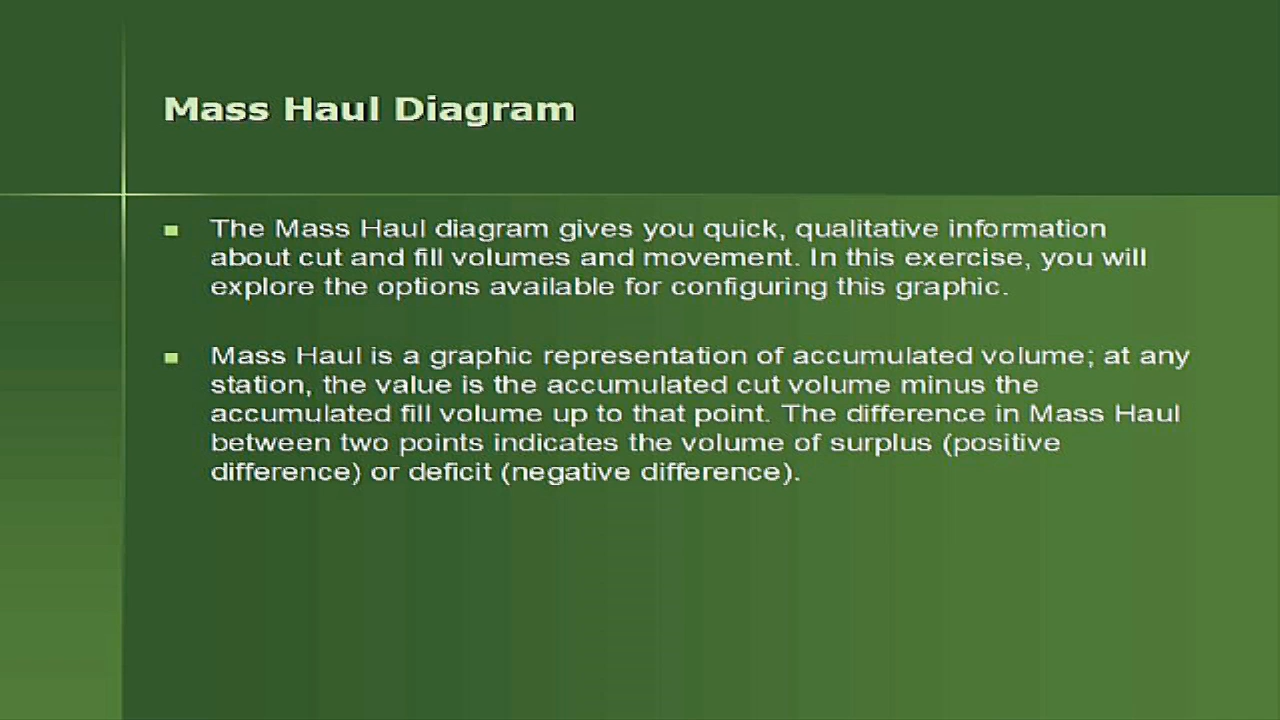 Mass Haul Diagram
The Mass Haul diagram gives you quick, qualitative information
about cut and fill volumes and movement. In this exercise, you will
explore the options available for configuring this graphic.
Mass Haul is a graphic representation of accumulated volume; at any
station, the value is the accumulated cut volume minus the
accumulated fill volume up to that point. The difference in Mass Haul
between two points indicates the volume of surplus (positive
difference) or deficit (negative difference).